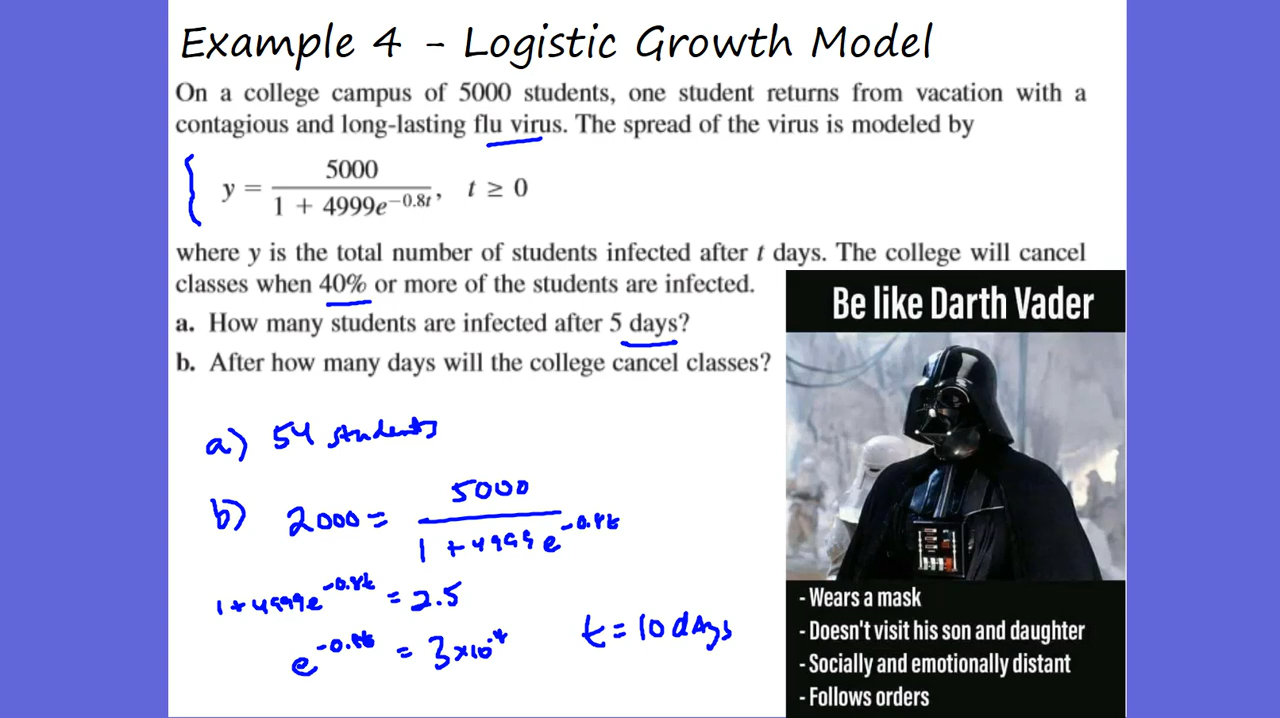 Example 4 - Logistic Growth Model
On a college campus of 5000 students, one student returns from vacation with a
contagious and long-lasting flu virus. The spread of the virus is modeled by
y = 5000 / (1 + 4999e^{-0.8t}), t ≥ 0
where y is the total number of students infected after t days. The college will cancel
classes when 40% or more of the students are infected.
a. How many students are infected after 5 days?
b. After how many days will the college cancel classes?
a) 54 students
b) 2000 = 5000 / (1 + 4999e^{-0.8t})
1 + 4999e^{-0.8t} = 2.5
e^{-0.8t} = 3 x 10^{-4}
t = 10 days
Be like Darth Vader
- Wears a mask
- Doesn't visit his son and daughter
- Socially and emotionally distant
- Follows orders